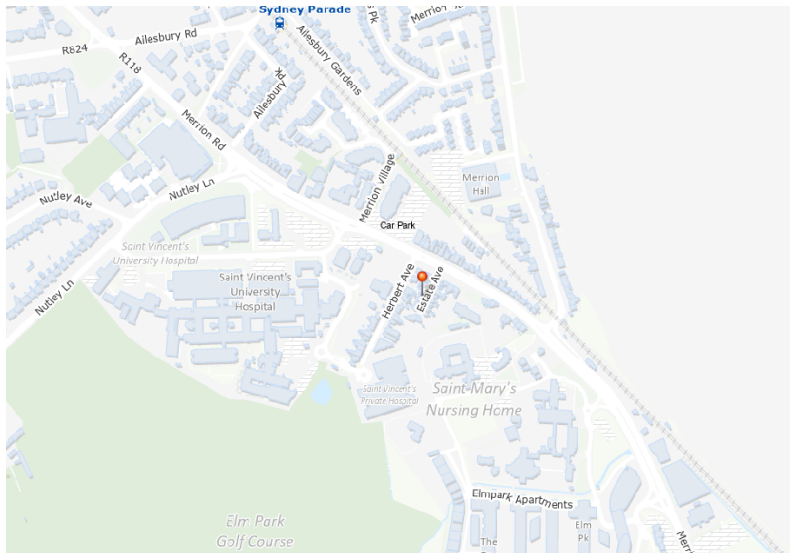 Sydney Parade
s Pk
Merrion
Ailesbury Rd
R824
R118
Ailesbury Gardens
Ailesbury Rd
Merrion Rd
Merrion Village
Merrion
Hall
Nutley Ln
Nutley Ave
Car Park
Saint Vincent's
University Hospital
Saint Vincent's
University
Hospital
Herbert Ave
Estate Ave
Nutley Ln
Saint Vincent's
Private Hospital
Saint Mary's
Nursing Home
Elmpark Apartments
Elm Park
Golf Course
Elm
Pk
The
Merri